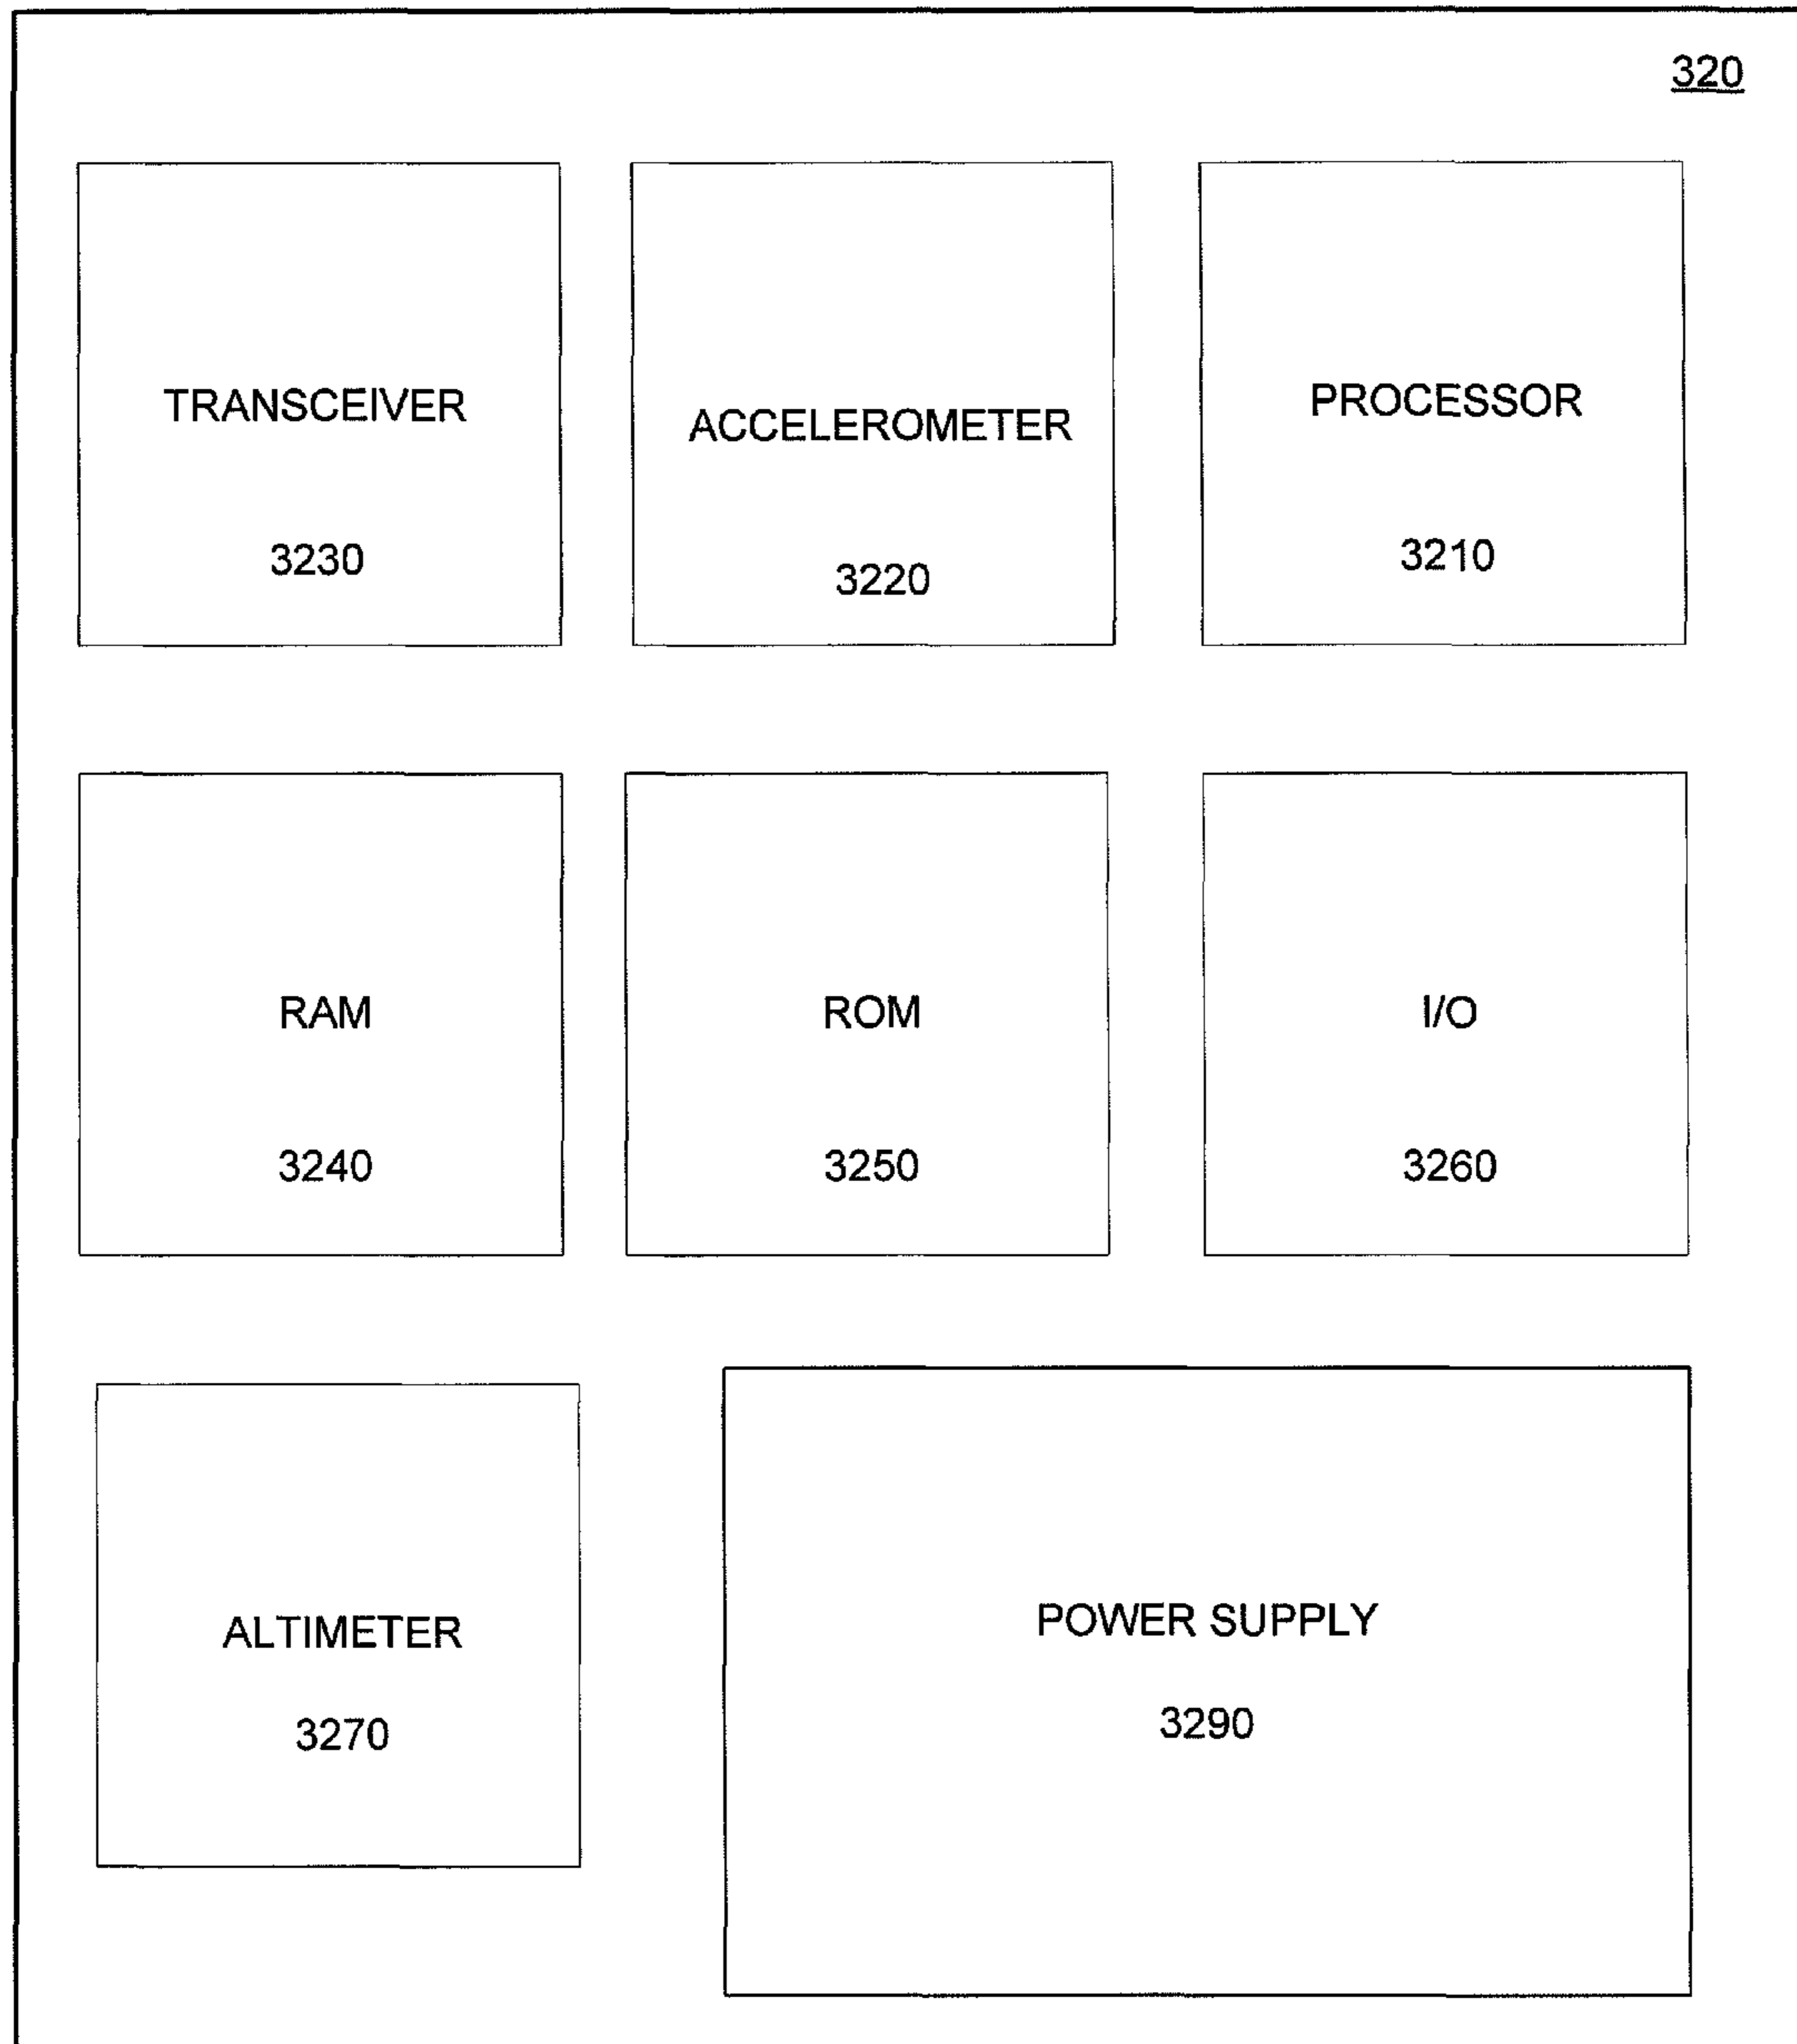 320
TRANSCEIVER
3230
ACCELEROMETER
3220
PROCESSOR
3210
RAM
3240
ROM
3250
I/O
3260
ALTIMETER
3270
POWER SUPPLY
3290